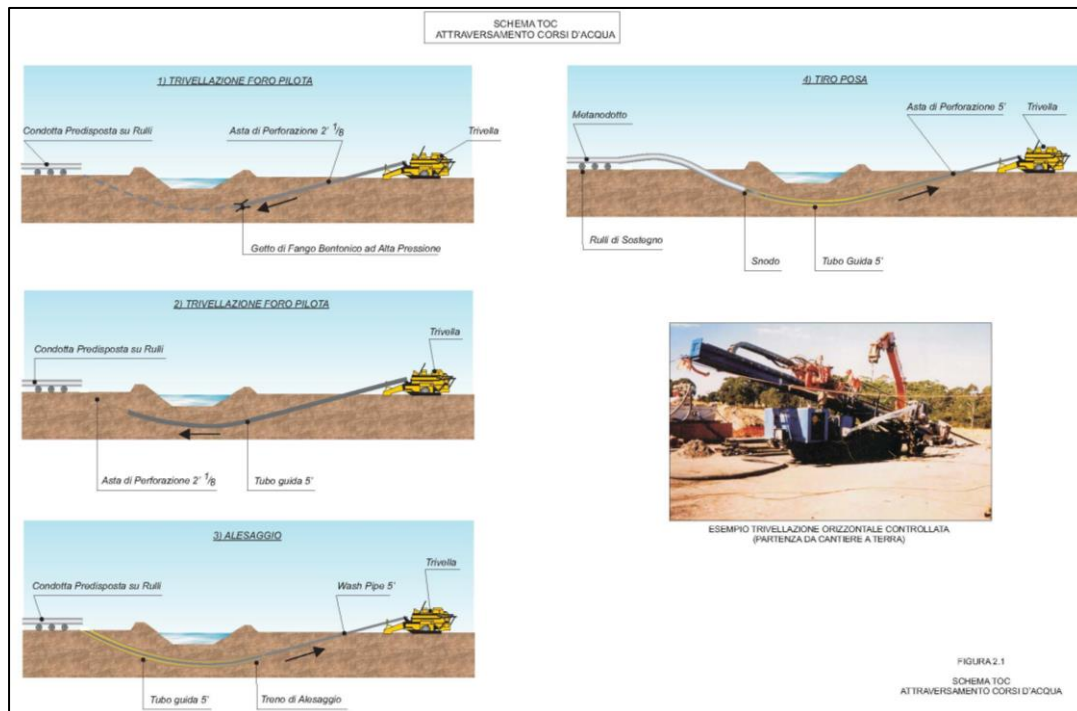 SCHEMA TOC
ATTRAVERSAMENTO CORSI D'ACQUA
1) TRIVELLAZIONE FORO PILOTA
Condotta Predisposta su Rulli
Asta di Perforazione 2' 1/8
Trivella
Getto di Fango Bentonico ad Alta Pressione
2) TRIVELLAZIONE FORO PILOTA
Trivella
Condotta Predisposta su Rulli
Asta di Perforazione 2' 1/8
Tubo guida 5'
3) ALESAGGIO
Trivella
Condotta Predisposta su Rulli
Wash Pipe 5'
Tubo guida 5'
Treno di Alesaggio
4) TIRO POSA
Asta di Perforazione 5'
Trivella
Metanodotto
Rulli di Sostegno
Snodo
Tubo Guida 5'
ESEMPIO TRIVELLAZIONE ORIZZONTALE CONTROLLATA
(PARTENZA DA CANTIERE A TERRA)
FIGURA 2.1
SCHEMA TOC
ATTRAVERSAMENTO CORSI D'ACQUA